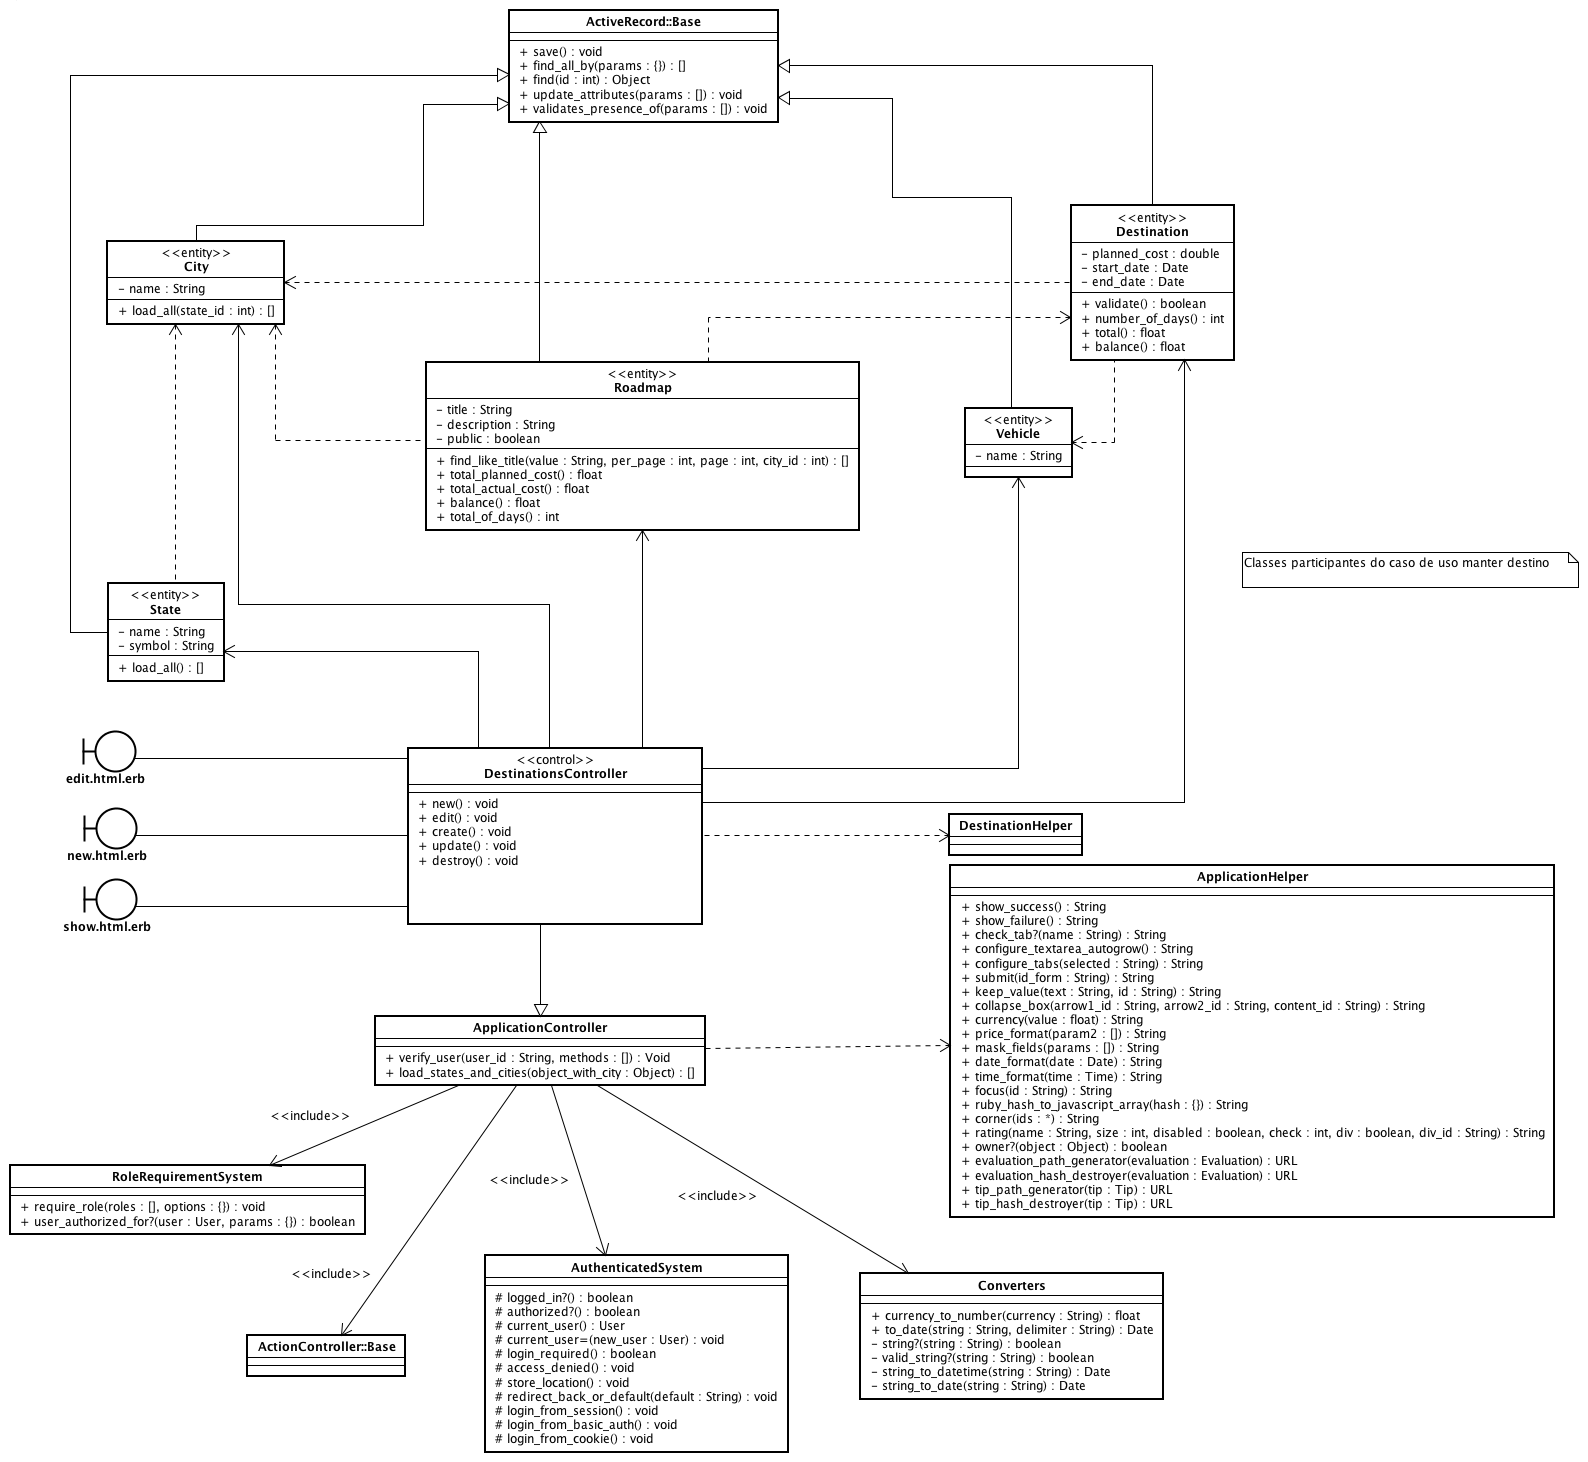 ActiveRecord::Base
+ save() : void
+ find_all_by(params : {}) : []
+ find(id : int) : Object
+ update_attributes(params : []) : void
+ validates_presence_of(params : []) : void
<<entity>>
Destination
- planned_cost : double
- start_date : Date
- end_date : Date
+ validate() : boolean
+ number_of_days() : int
+ total() : float
+ balance() : float
<<entity>>
City
- name : String
+ load_all(state_id : int) : []
<<entity>>
Roadmap
- title : String
- description : String
- public : boolean
+ find_like_title(value : String, per_page : int, page : int, city_id : int) : []
+ total_planned_cost() : float
+ total_actual_cost() : float
+ balance() : float
+ total_of_days() : int
<<entity>>
Vehicle
- name : String
Classes participantes do caso de uso manter destino
<<entity>>
State
- name : String
- symbol : String
+ load_all() : []
edit.html.erb
new.html.erb
show.html.erb
<<control>>
DestinationsController
+ new() : void
+ edit() : void
+ create() : void
+ update() : void
+ destroy() : void
DestinationHelper
ApplicationHelper
+ show_success() : String
+ show_failure() : String
+ check_tab?(name : String) : String
+ configure_textarea_autogrow() : String
+ configure_tabs(selected : String) : String
+ submit(id_form : String) : String
+ keep_value(text : String, id : String) : String
+ collapse_box(arrow1_id : String, arrow2_id : String, content_id : String) : String
+ currency(value : float) : String
+ price_format(param2 : []) : String
+ mask_fields(params : []) : String
+ date_format(date : Date) : String
+ time_format(time : Time) : String
+ focus(id : String) : String
+ ruby_hash_to_javascript_array(hash : {}) : String
+ corner(ids : *) : String
+ rating(name : String, size : int, disabled : boolean, check : int, div : boolean, div_id : String) : String
+ owner?(object : Object) : boolean
+ evaluation_path_generator(evaluation : Evaluation) : URL
+ evaluation_hash_destroyer(evaluation : Evaluation) : URL
+ tip_path_generator(tip : Tip) : URL
+ tip_hash_destroyer(tip : Tip) : URL
ApplicationController
+ verify_user(user_id : String, methods : []) : Void
+ load_states_and_cities(object_with_city : Object) : []
<<include>>
<<include>>
<<include>>
<<include>>
RoleRequirementSystem
+ require_role(roles : [], options : {}) : void
+ user_authorized_for?(user : User, params : {}) : boolean
ActionController::Base
AuthenticatedSystem
# logged_in?() : boolean
# authorized?() : boolean
# current_user() : User
# current_user=(new_user : User) : void
# login_required() : boolean
# access_denied() : void
# store_location() : void
# redirect_back_or_default(default : String) : void
# login_from_session() : void
# login_from_basic_auth() : void
# login_from_cookie() : void
Converters
+ currency_to_number(currency : String) : float
+ to_date(string : String, delimiter : String) : Date
- string?(string : String) : boolean
- valid_string?(string : String) : boolean
- string_to_datetime(string : String) : Date
- string_to_date(string : String) : Date